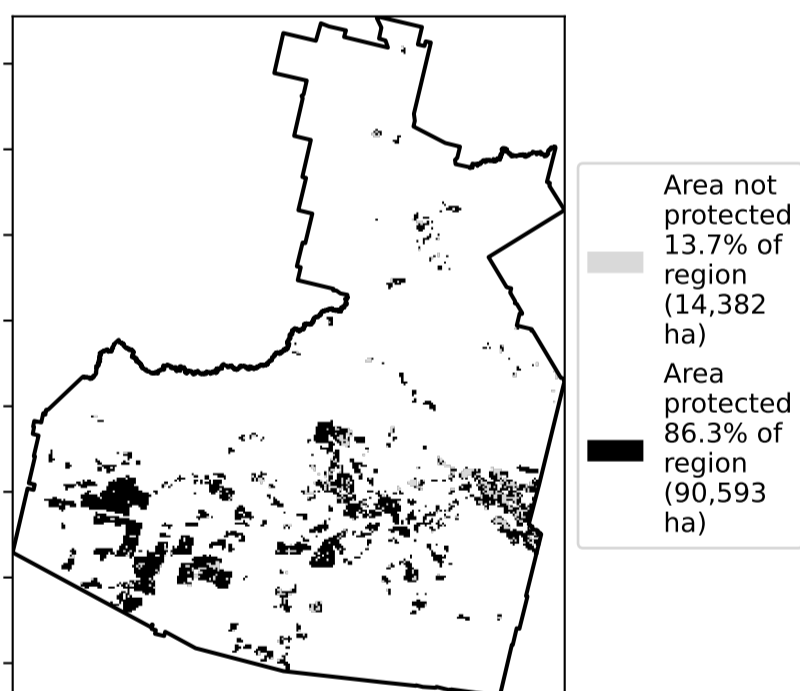 Area not
protected
13.7% of
region
(14,382
ha)
Area
protected
86.3% of
region
(90,593
ha)